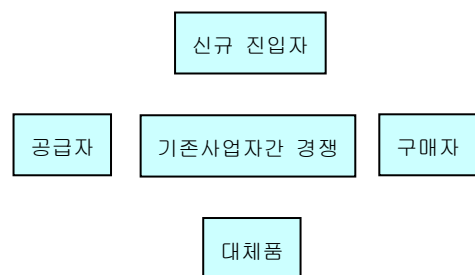 신규 진입자
공급자
기존사업자간 경쟁
구매자
대체품